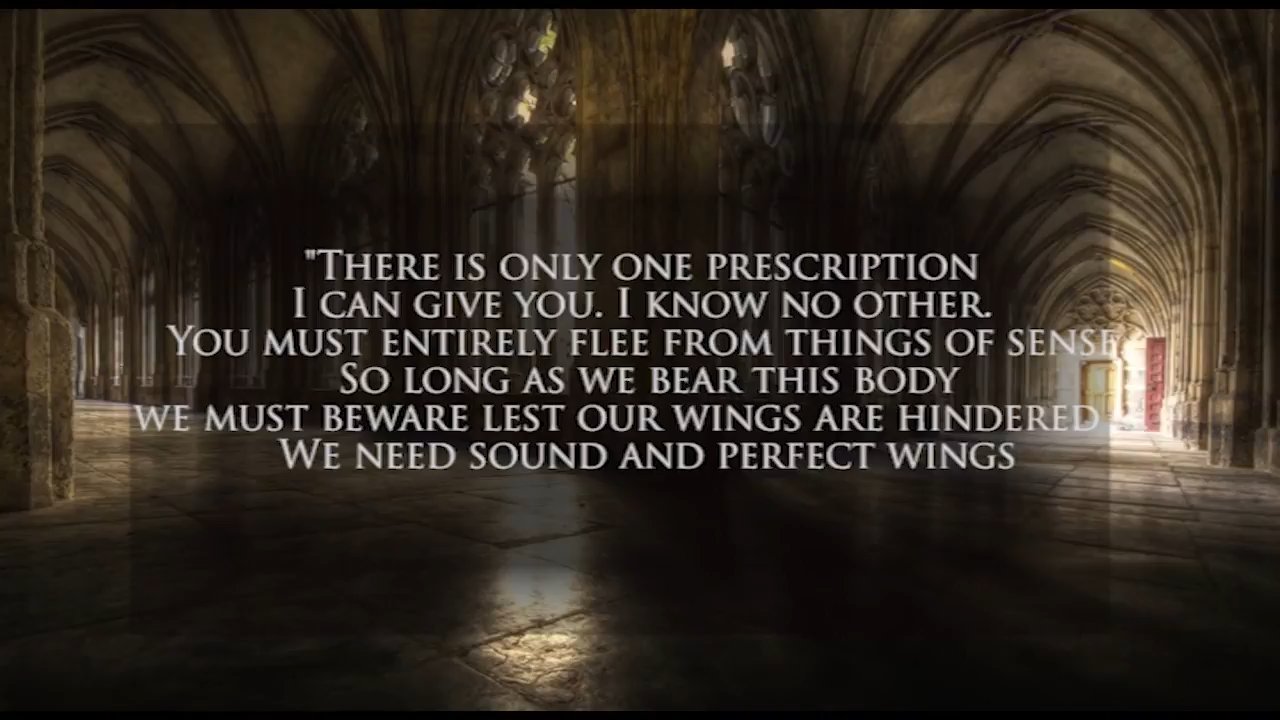 "There is only one prescription
I can give you. I know no other.
You must entirely flee from things of sense
So long as we bear this body
we must beware lest our wings are hindered
We need sound and perfect wings